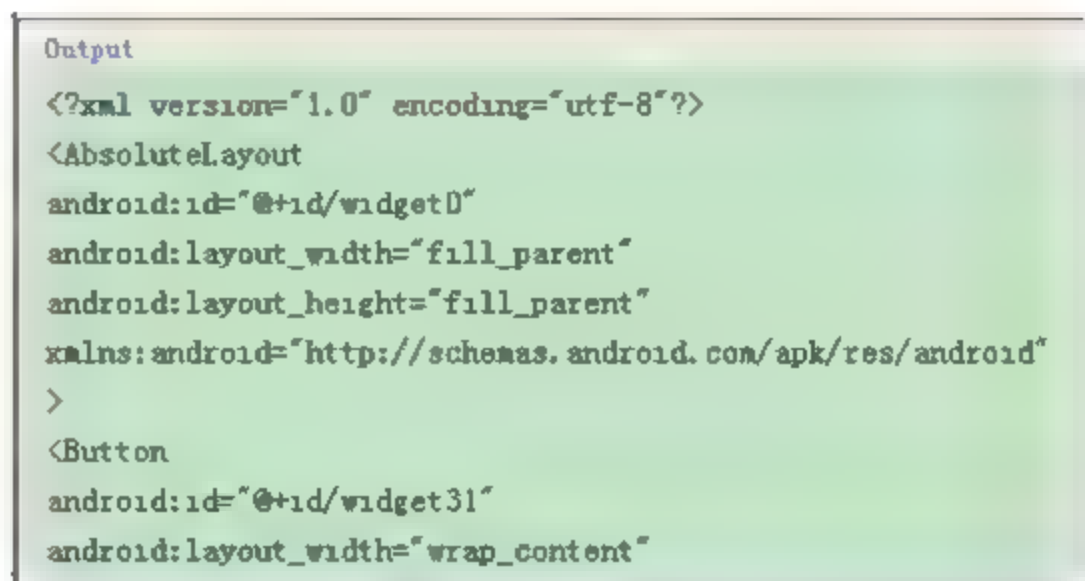 Output
<?xml version="1.0" encoding="utf-8"?>
<AbsoluteLayout
android:id="@+id/widget0"
android:layout_width="fill_parent"
android:layout_height="fill_parent"
xmlns:android="http://schemas.android.com/apk/res/android"
>
<Button
android:id="@+id/widget31"
android:layout_width="wrap_content"